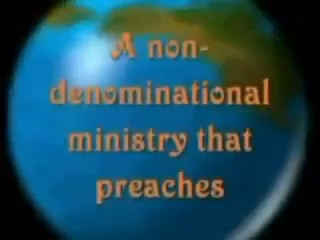 A non-
denominational
ministry that
preaches